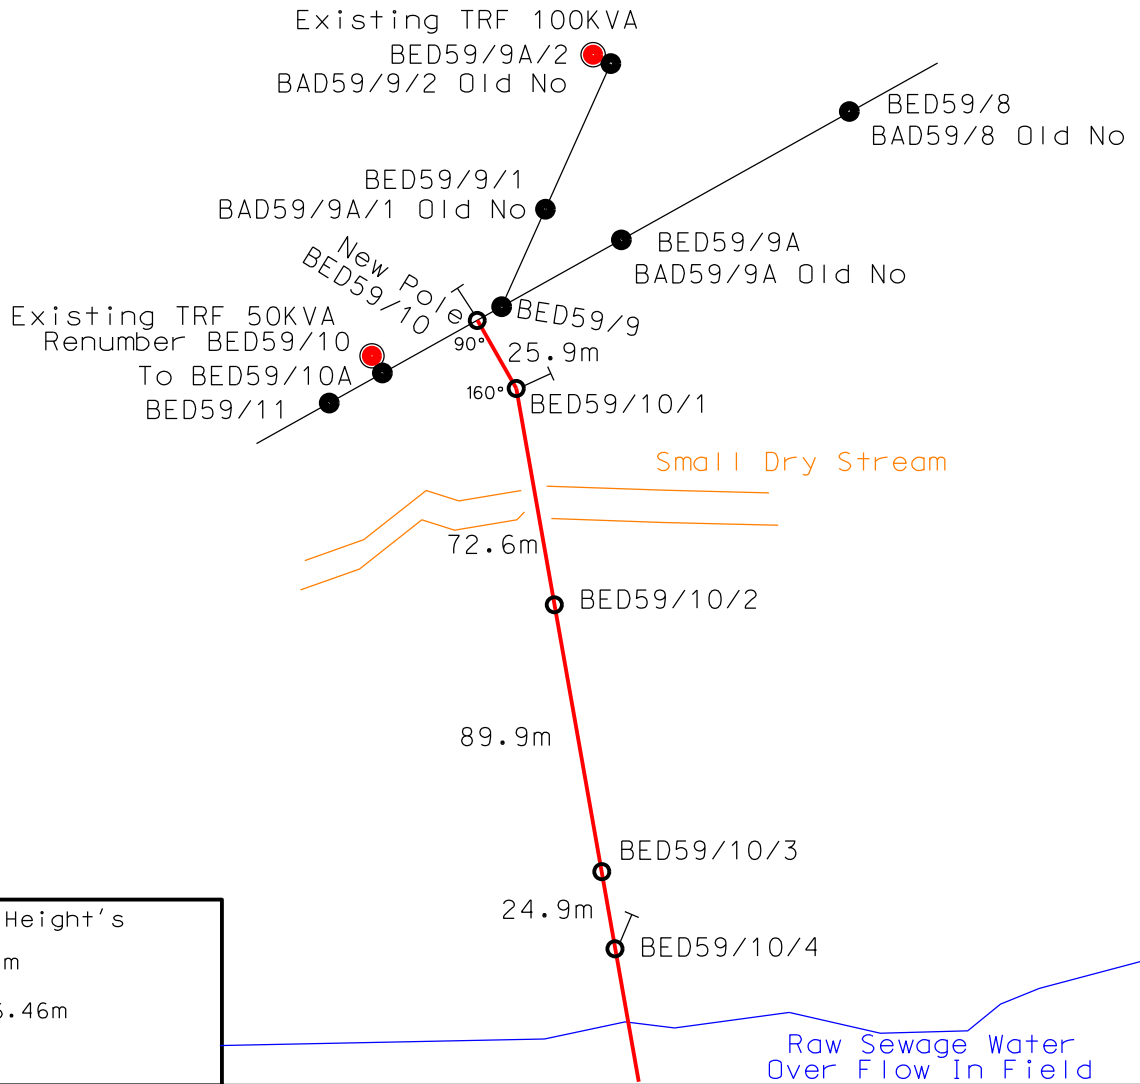 Existing TRF 100KVA
BED59/9A/2
BAD59/9/2 Old No
BED59/8
BAD59/8 Old No
BED59/9/1
BAD59/9A/1 Old No
BED59/9A
BAD59/9A Old No
New Pole
BED59/10
BED59/9
Existing TRF 50KVA
Renumber BED59/10
To BED59/10A
BED59/11
90°
25.9m
160°
BED59/10/1
Small Dry Stream
72.6m
BED59/10/2
89.9m
BED59/10/3
24.9m
BED59/10/4
Height's
m
.46m
Raw Sewage Water
Over Flow In Field